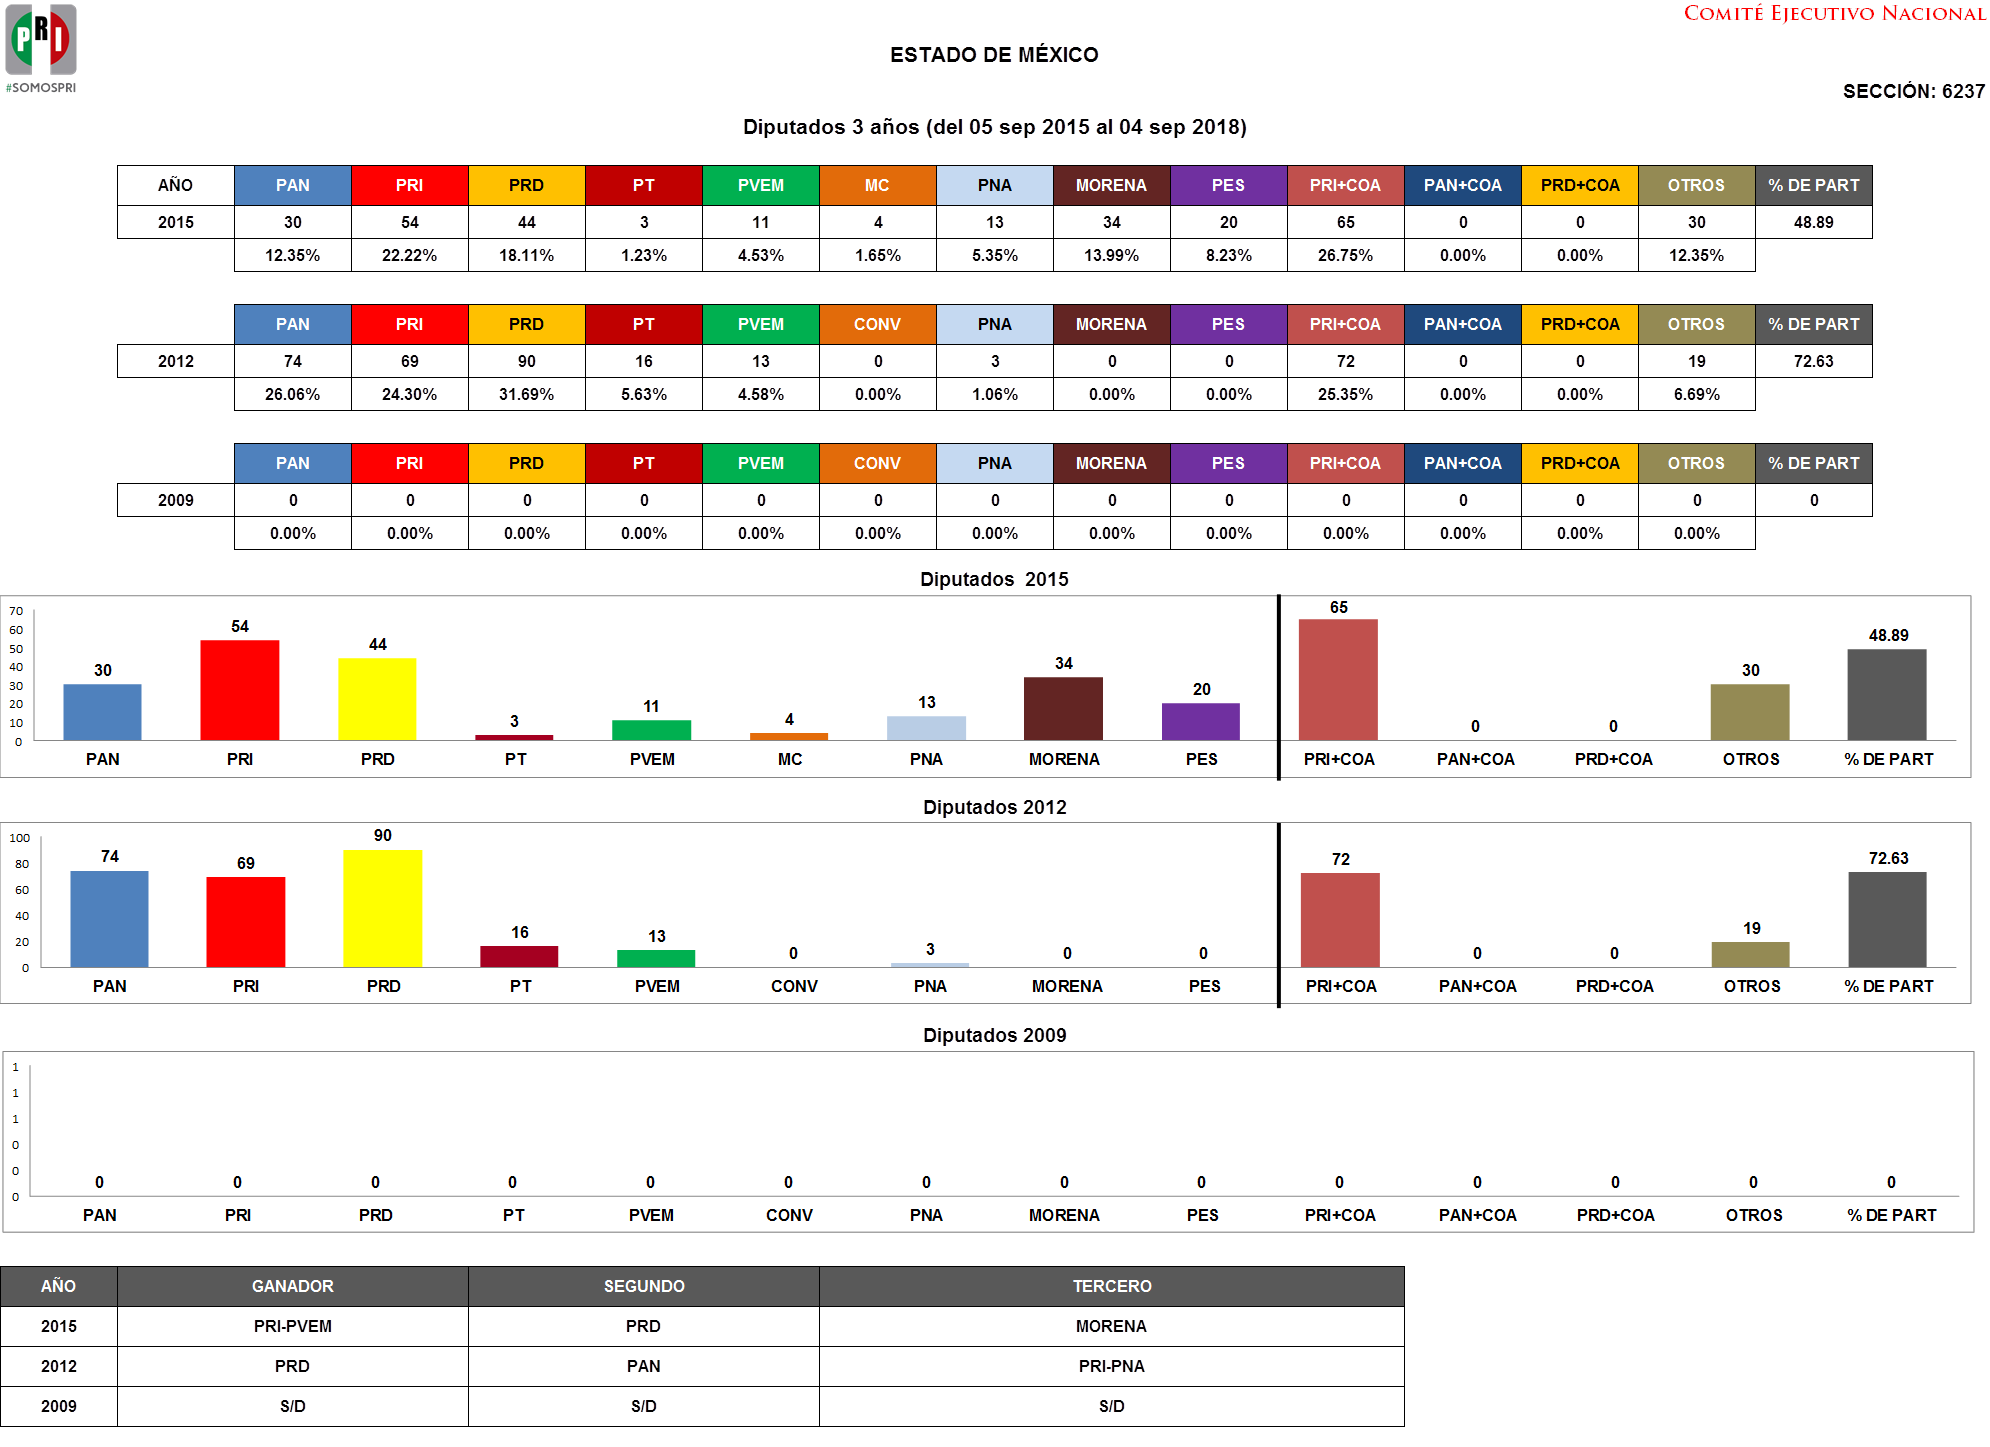 PRI
#SOMOSPRI
COMITÉ EJECUTIVO NACIONAL
ESTADO DE MÉXICO
SECCIÓN: 6237
Diputados 3 años (del 05 sep 2015 al 04 sep 2018)
AÑO PAN PRI PRD PT PVEM MC PNA MORENA PES PRI+COA PAN+COA PRD+COA OTROS % DE PART
2015 30 54 44 3 11 4 13 34 20 65 0 0 30 48.89
12.35% 22.22% 18.11% 1.23% 4.53% 1.65% 5.35% 13.99% 8.23% 26.75% 0.00% 0.00% 12.35%
PAN PRI PRD PT PVEM CONV PNA MORENA PES PRI+COA PAN+COA PRD+COA OTROS % DE PART
2012 74 69 90 16 13 0 3 0 0 72 0 0 19 72.63
26.06% 24.30% 31.69% 5.63% 4.58% 0.00% 1.06% 0.00% 0.00% 25.35% 0.00% 0.00% 6.69%
PAN PRI PRD PT PVEM CONV PNA MORENA PES PRI+COA PAN+COA PRD+COA OTROS % DE PART
2009 0 0 0 0 0 0 0 0 0 0 0 0 0 0
0.00% 0.00% 0.00% 0.00% 0.00% 0.00% 0.00% 0.00% 0.00% 0.00% 0.00% 0.00% 0.00%
Diputados 2015
70
60
50
40
30
20
10
0
30 54 44 3 11 4 13 34 20 65 0 0 30 48.89
PAN PRI PRD PT PVEM MC PNA MORENA PES PRI+COA PAN+COA PRD+COA OTROS % DE PART
Diputados 2012
100
80
60
40
20
0
74 69 90 16 13 0 3 0 0 72 0 0 19 72.63
PAN PRI PRD PT PVEM CONV PNA MORENA PES PRI+COA PAN+COA PRD+COA OTROS % DE PART
Diputados 2009
1
1
1
0
0
0
0 0 0 0 0 0 0 0 0 0 0 0 0 0
PAN PRI PRD PT PVEM CONV PNA MORENA PES PRI+COA PAN+COA PRD+COA OTROS % DE PART
AÑO GANADOR SEGUNDO TERCERO
2015 PRI-PVEM PRD MORENA
2012 PRD PAN PRI-PNA
2009 S/D S/D S/D